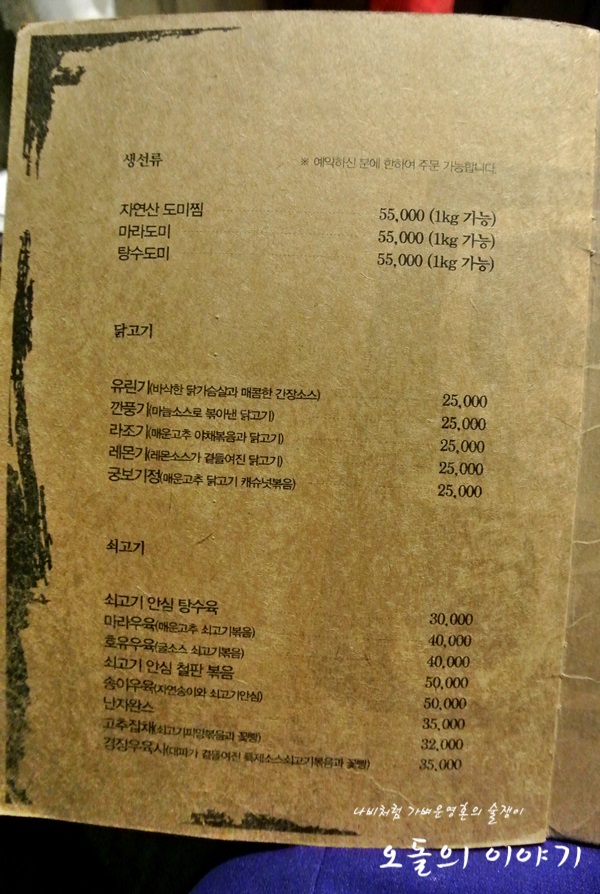 생선류 ※ 예약하신 분에 한하여 주문 가능합니다.
자연산 도미찜 55,000 (1kg 가능)
마라도미 55,000 (1kg 가능)
탕수도미 55,000 (1kg 가능)
닭고기
유린기(바삭한 닭가슴살과 매콤한 간장소스) 25,000
깐풍기(마늘소스로 볶아낸 닭고기) 25,000
라조기(매운고추 야채볶음과 닭고기) 25,000
레몬기(레몬소스가 곁들여진 닭고기) 25,000
궁보기정(매운고추 닭고기 캐슈넛볶음) 25,000
쇠고기
쇠고기 안심 탕수육 30,000
마라우육(매운고추 쇠고기볶음) 40,000
호유우육(굴소스 쇠고기볶음) 40,000
쇠고기 안심 철판 볶음 50,000
송이우육(자연송이와 쇠고기안심) 50,000
난자완스 35,000
고추잡채(쇠고기피망볶음과 꽃빵) 32,000
경장우육사(대파가 곁들여진 특제소스쇠고기볶음과 꽃빵) 35,000
나비처럼 가벼운영혼의 술쟁이
오돌의 이야기